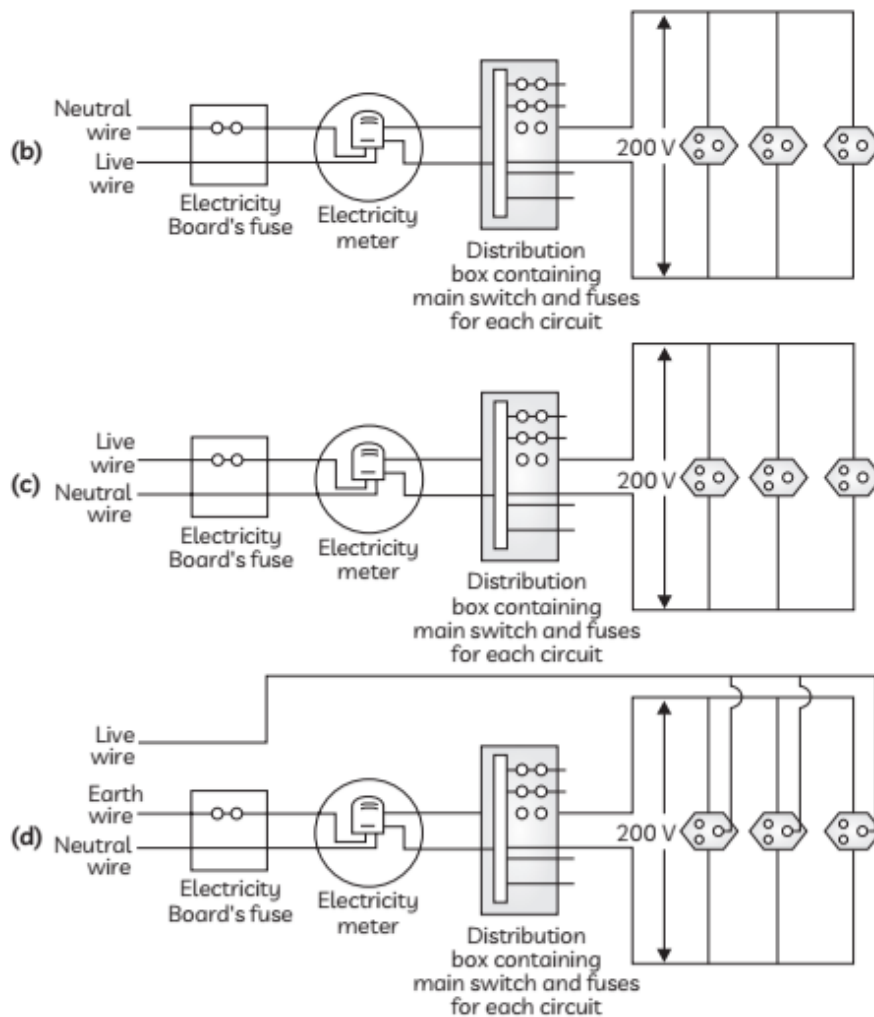 Neutral
wire
(b)
Live
wire
Electricity
Board's fuse
Electricity
meter
Distribution
box containing
main switch and fuses
for each circuit
200 V
Live
wire
(c)
Neutral
wire
Electricity
Board's fuse
Electricity
meter
Distribution
box containing
main switch and fuses
for each circuit
200 V
Live
wire
Earth
wire
(d)
Neutral
wire
Electricity
Board's fuse
Electricity
meter
Distribution
box containing
main switch and fuses
for each circuit
200 V